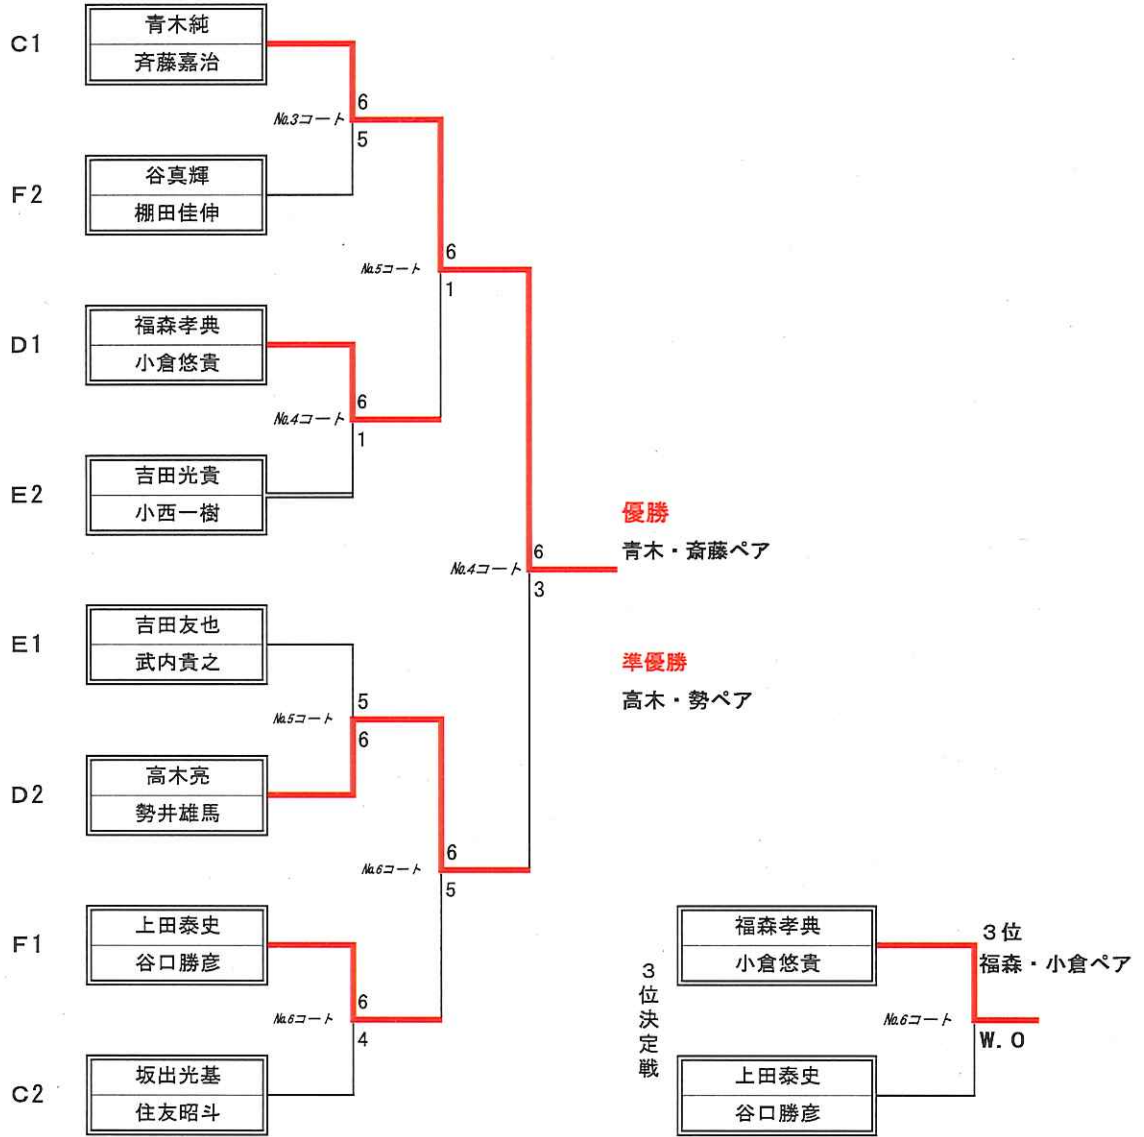 C1
青木純
斉藤嘉治
6
No.3コート
5
F2
谷真輝
棚田佳伸
6
No.5コート
1
D1
福森孝典
小倉悠貴
6
No.4コート
1
E2
吉田光貴
小西一樹
優勝
青木・斎藤ペア
6
No.4コート
3
E1
吉田友也
武内貴之
準優勝
高木・勢ペア
5
No.5コート
6
D2
高木亮
勢井雄馬
6
No.6コート
5
F1
上田泰史
谷口勝彦
6
No.6コート
4
C2
坂出光基
住友昭斗
3位決定戦
福森孝典
小倉悠貴
3位
福森・小倉ペア
No.6コート
W.O
上田泰史
谷口勝彦